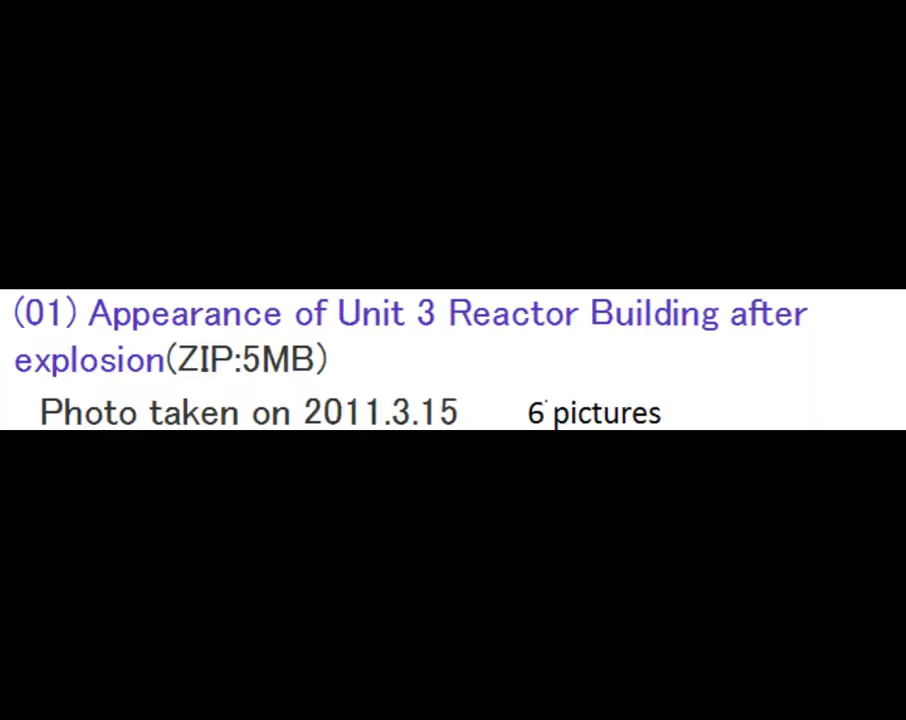 (01) Appearance of Unit 3 Reactor Building after
explosion(ZIP:5MB)
Photo taken on 2011.3.15 6 pictures